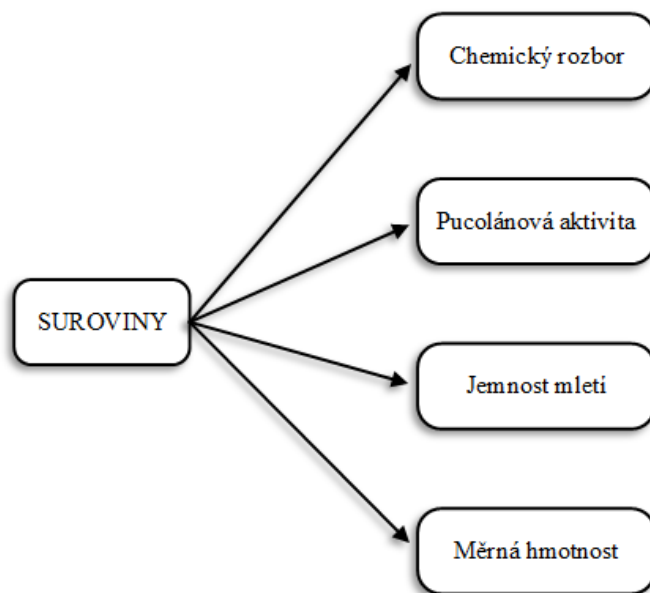 Chemický rozbor
Pucolánová aktivita
SUROVINY
Jemnost mletí
Měrná hmotnost